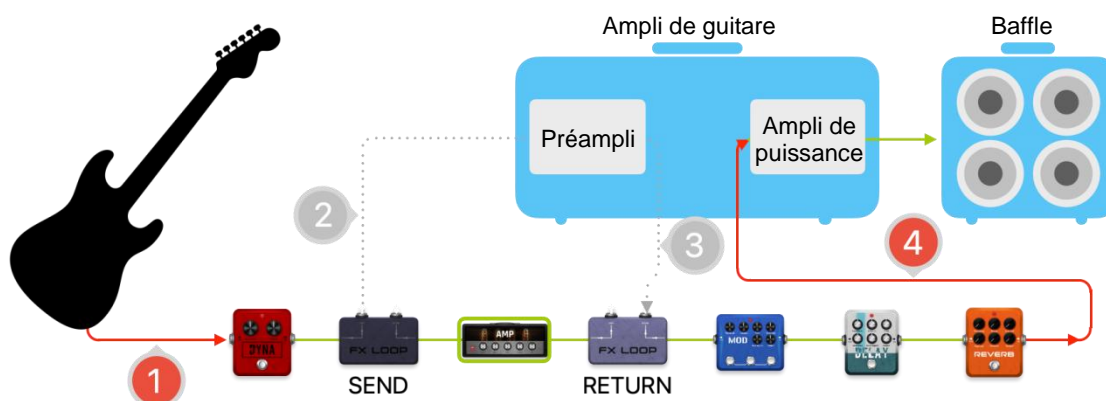 Ampli de guitare
Baffle
Préampli
Ampli de
puissance
2
3
4
1
DYNA
FX LOOP
AMP
FX LOOP
MOD
DELAY
REVERB
SEND
RETURN